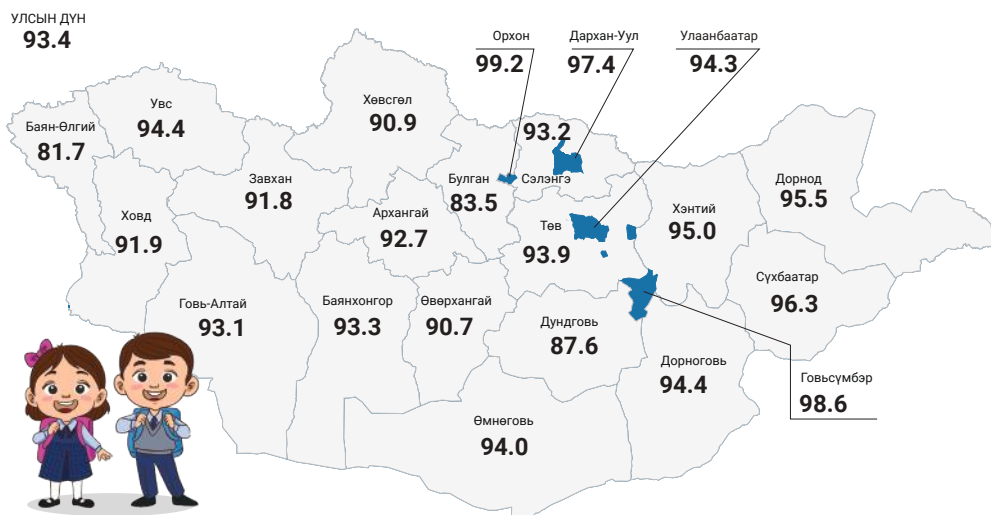 УЛСЫН ДҮН
93.4
Орхон
99.2
Дархан-Уул
97.4
Улаанбаатар
94.3
Увс
94.4
Хөвсгөл
90.9
Баян-Өлгий
81.7
93.2
Сэлэнгэ
Завхан
91.8
Булган
83.5
Дорнод
95.5
Ховд
91.9
Архангай
92.7
Төв
93.9
Хэнтий
95.0
Сүхбаатар
96.3
Говь-Алтай
93.1
Баянхонгор
93.3
Өвөрхангай
90.7
Дундговь
87.6
Дорноговь
94.4
Говьсүмбэр
98.6
Өмнөговь
94.0